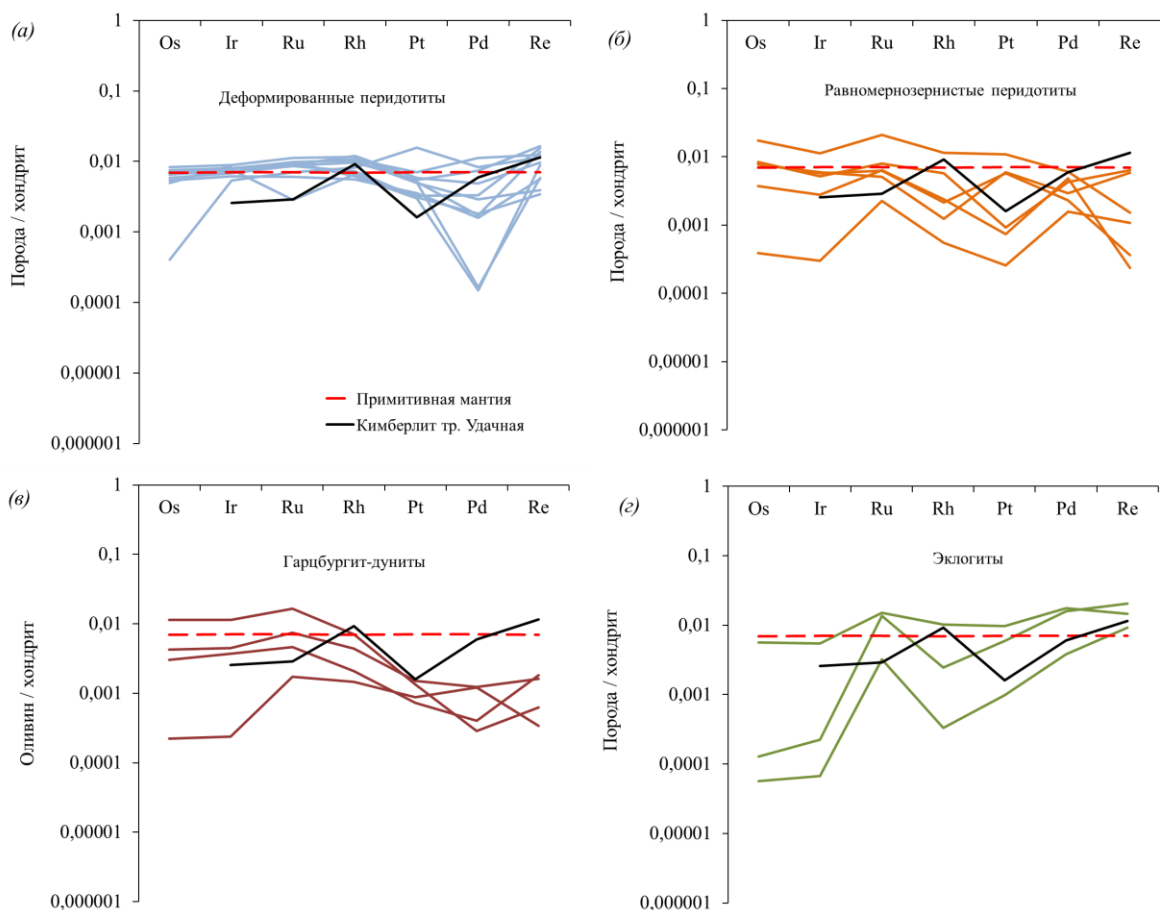 (а)
1
Os Ir Ru Rh Pt Pd Re
0,1
Деформированные перидотиты
0,01
0,001
0,0001
0,00001
0,000001
Порода / хондрит
Примитивная мантия
Кимберлит тр. Удачная
(б)
1
Os Ir Ru Rh Pt Pd Re
0,1
Равномернозернистые перидотиты
0,01
0,001
0,0001
0,00001
0,000001
Порода / хондрит
(в)
1
Os Ir Ru Rh Pt Pd Re
0,1
Гарцбургит-дуниты
0,01
0,001
0,0001
0,00001
0,000001
Оливин / хондрит
(г)
1
Os Ir Ru Rh Pt Pd Re
0,1
Эклогиты
0,01
0,001
0,0001
0,00001
0,000001
Порода / хондрит